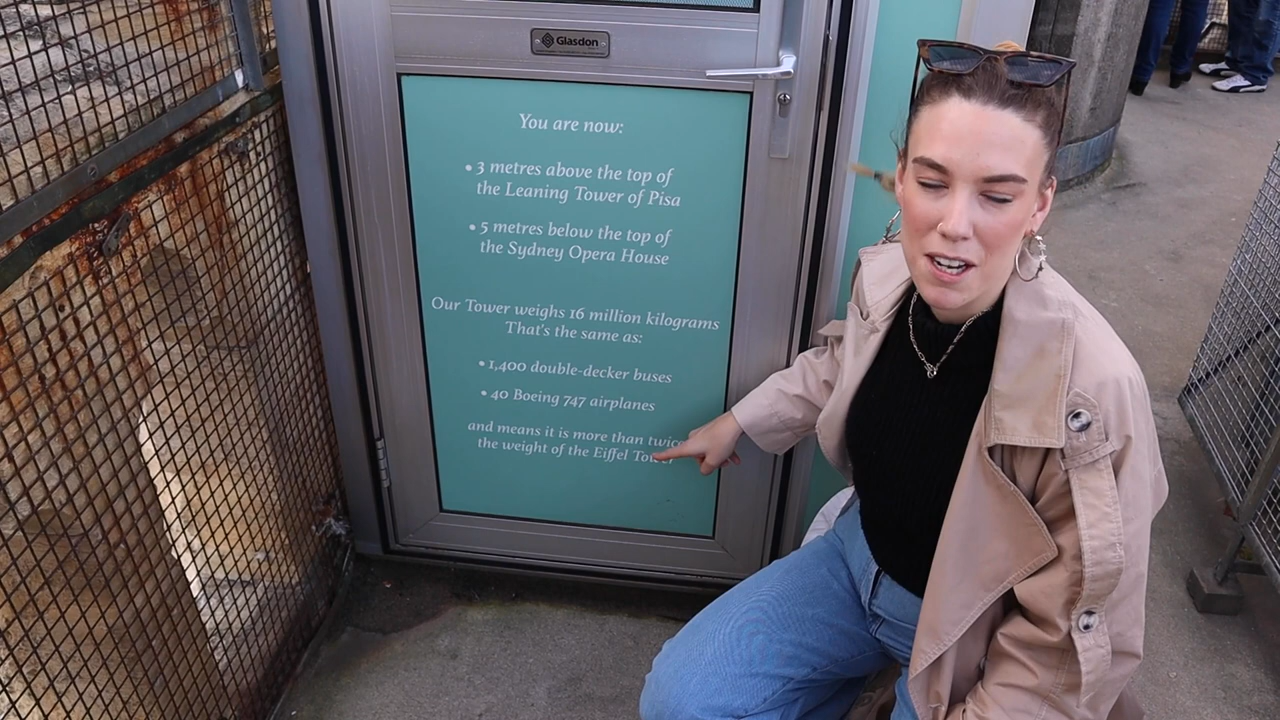 Glasdon
You are now:
• 3 metres above the top of
the Leaning Tower of Pisa
• 5 metres below the top of
the Sydney Opera House
Our Tower weighs 16 million kilograms
That's the same as:
• 1,400 double-decker buses
• 40 Boeing 747 airplanes
and means it is more than twice
the weight of the Eiffel Tower